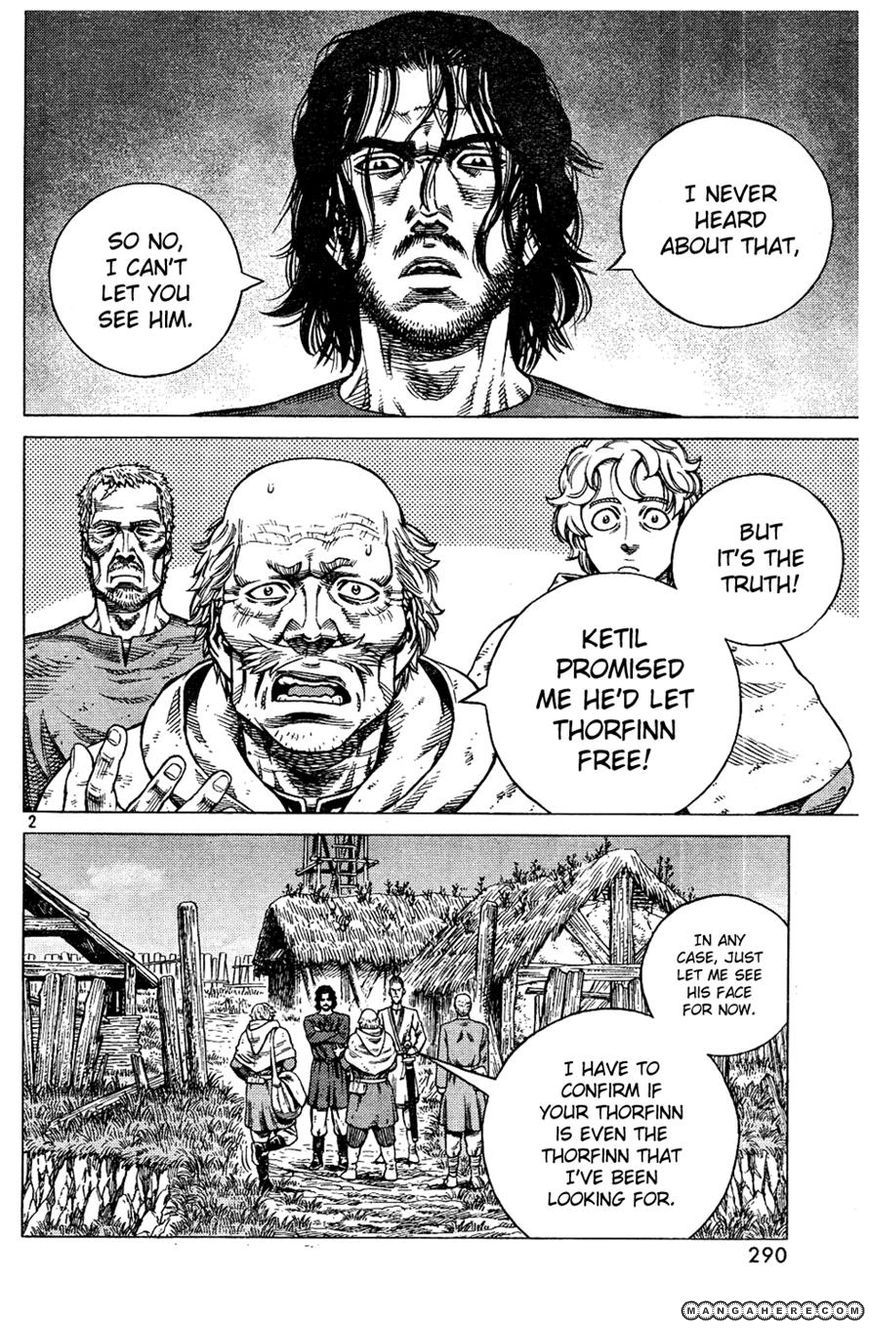 I NEVER
HEARD
ABOUT THAT,
SO NO,
I CAN'T
LET YOU
SEE HIM.
BUT
IT'S THE
TRUTH!
KETIL
PROMISED
ME HE'D LET
THORFINN
FREE!
2
IN ANY
CASE, JUST
LET ME SEE
HIS FACE
FOR NOW.
I HAVE TO
CONFIRM IF
YOUR THORFINN
IS EVEN THE
THORFINN THAT
I'VE BEEN
LOOKING FOR.
290
MANGAHERE.COM